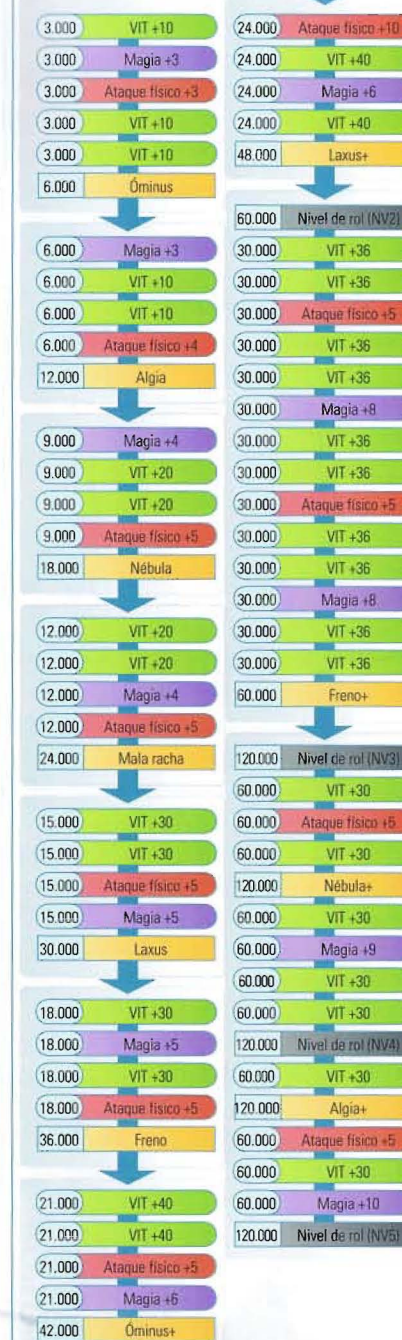 3.000 VIT +10
3.000 Magia +3
3.000 Ataque físico +3
3.000 VIT +10
3.000 VIT +10
6.000 Óminus
6.000 Magia +3
6.000 VIT +10
6.000 VIT +10
6.000 Ataque físico +4
12.000 Algia
9.000 Magia +4
9.000 VIT +20
9.000 VIT +20
9.000 Ataque físico +5
18.000 Nébula
12.000 VIT +20
12.000 VIT +20
12.000 Magia +4
12.000 Ataque físico +5
24.000 Mala racha
15.000 VIT +30
15.000 VIT +30
15.000 Ataque físico +5
15.000 Magia +5
30.000 Laxus
18.000 VIT +30
18.000 Magia +5
18.000 VIT +30
18.000 Ataque físico +5
36.000 Freno
21.000 VIT +40
21.000 VIT +40
21.000 Ataque físico +5
21.000 Magia +6
42.000 Óminus+
24.000 Ataque físico +10
24.000 VIT +40
24.000 Magia +6
24.000 VIT +40
48.000 Laxus+
60.000 Nivel de rol (NV2)
30.000 VIT +36
30.000 VIT +36
30.000 Ataque físico +5
30.000 VIT +36
30.000 VIT +36
30.000 Magia +8
30.000 VIT +36
30.000 VIT +36
30.000 Ataque físico +5
30.000 VIT +36
30.000 VIT +36
30.000 Magia +8
30.000 VIT +36
30.000 VIT +36
60.000 Freno+
120.000 Nivel de rol (NV3)
60.000 VIT +30
60.000 Ataque físico +5
60.000 VIT +30
120.000 Nébula+
60.000 VIT +30
60.000 Magia +9
60.000 VIT +30
60.000 VIT +30
120.000 Nivel de rol (NV4)
60.000 VIT +30
120.000 Algia+
60.000 Ataque físico +5
60.000 VIT +30
60.000 Magia +10
120.000 Nivel de rol (NV5)